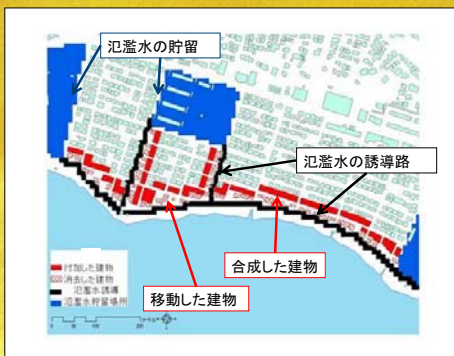 氾濫水の貯留
氾濫水の誘導路
合成した建物
移動した建物
付加した建物
消去した建物
氾濫水誘導
氾濫水貯留場所